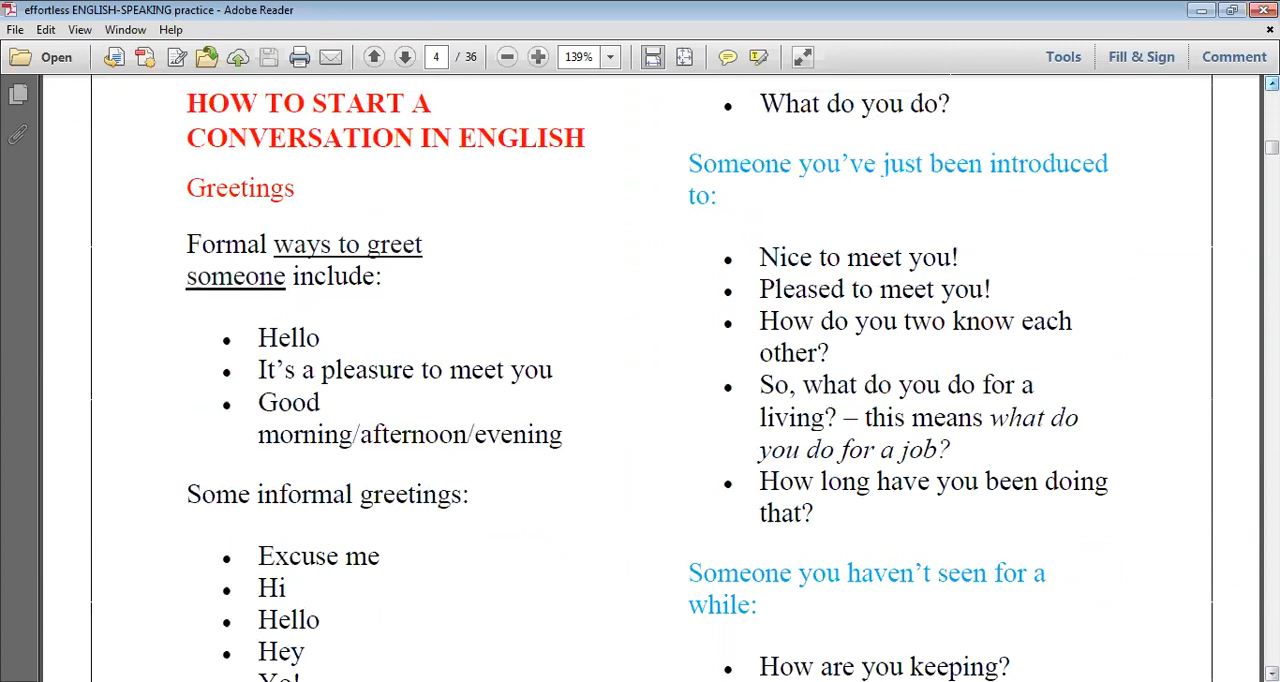 effortless ENGLISH-SPEAKING practice - Adobe Reader
File Edit View Window Help
Open 4 / 36 139% Tools Fill & Sign Comment
HOW TO START A
CONVERSATION IN ENGLISH
Greetings
Formal ways to greet
someone include:
• Hello
• It’s a pleasure to meet you
• Good
morning/afternoon/evening
Some informal greetings:
• Excuse me
• Hi
• Hello
• Hey
Yo!
• What do you do?
Someone you’ve just been introduced
to:
• Nice to meet you!
• Pleased to meet you!
• How do you two know each
other?
• So, what do you do for a
living? – this means what do
you do for a job?
• How long have you been doing
that?
Someone you haven’t seen for a
while:
• How are you keeping?